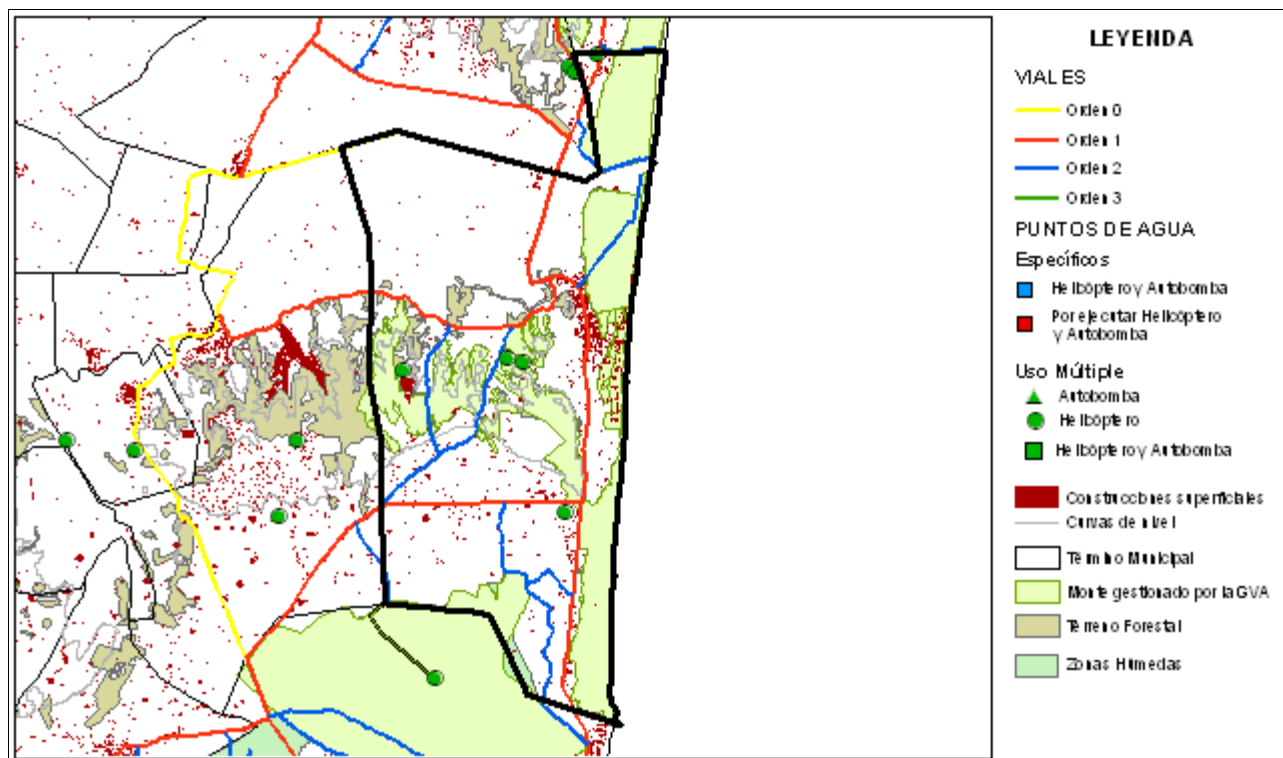 LEYENDA
VIALES
Orden 0
Orden 1
Orden 2
Orden 3
PUNTOS DE AGUA
Específicos
Helicóptero y Autobomba
Por ejecutar Helicóptero
y Autobomba
Uso Múltiple
Autobomba
Helicóptero
Helicóptero y Autobomba
Construcciones superficiales
Curvas de nivel
Término Municipal
Monte gestionado por la GVA
Terreno Forestal
Zonas Húmedas